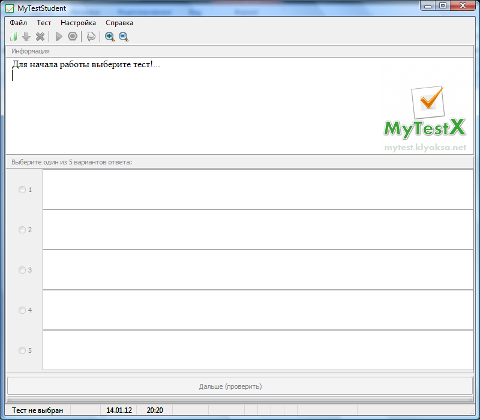 MyTestStudent
Файл Тест Настройка Справка
Информация
Для начала работы выберите тест!...
MyTestX
mytest.klyaksa.net
Выберите один из 5 вариантов ответа:
1
2
3
4
5
Дальше (проверить)
Тест не выбран 14.01.12 20:20